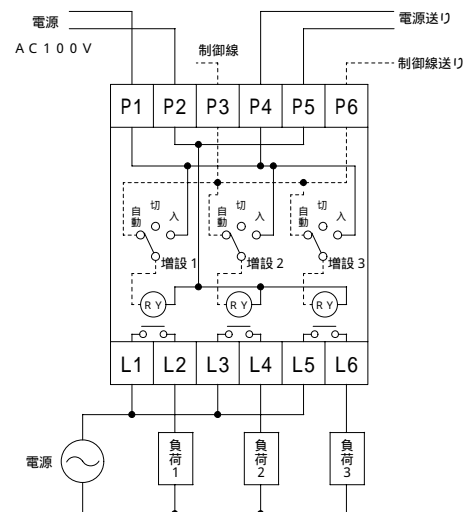 電源
AC100V
電源送り
制御線
制御線送り
P1 P2 P3 P4 P5 P6
自動 切 入
自動 切 入
自動 切 入
増設1
増設2
増設3
RY RY RY
L1 L2 L3 L4 L5 L6
電源
負荷1
負荷2
負荷3